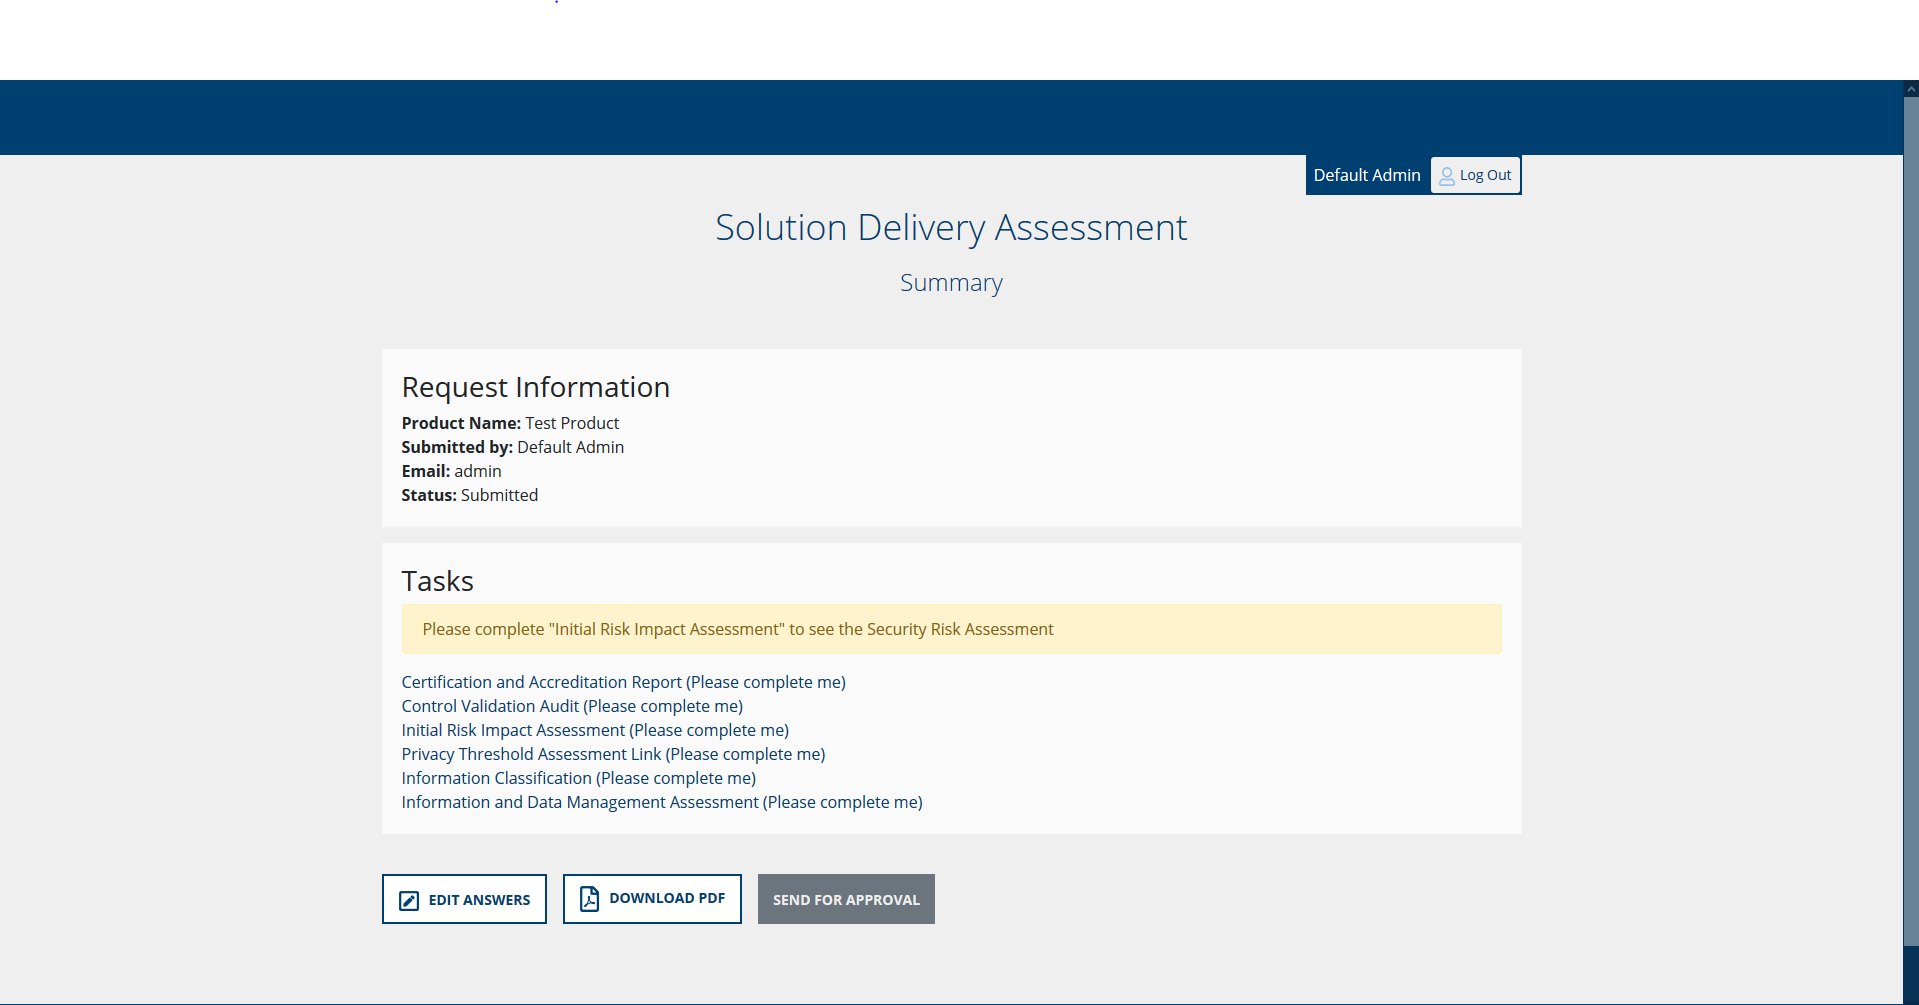 Default Admin Log Out
Solution Delivery Assessment
Summary
Request Information
Product Name: Test Product
Submitted by: Default Admin
Email: admin
Status: Submitted
Tasks
Please complete "Initial Risk Impact Assessment" to see the Security Risk Assessment
Certification and Accreditation Report (Please complete me)
Control Validation Audit (Please complete me)
Initial Risk Impact Assessment (Please complete me)
Privacy Threshold Assessment Link (Please complete me)
Information Classification (Please complete me)
Information and Data Management Assessment (Please complete me)
EDIT ANSWERS DOWNLOAD PDF SEND FOR APPROVAL